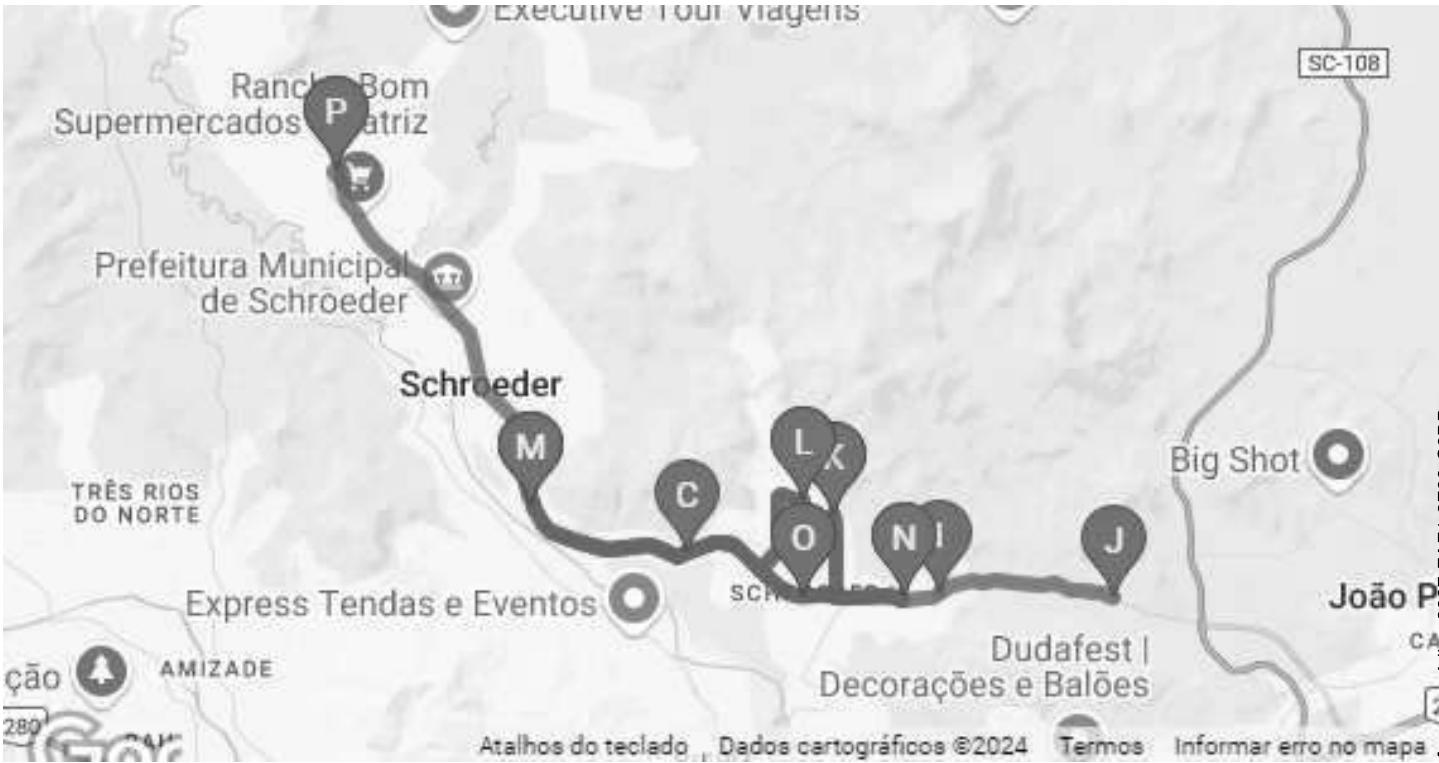 Executive Tour Viagens
SC-108
P
Supermercados
Prefeitura Municipal
de Schroeder
Schroeder
M
L
K
C
Big Shot
TRÊS RIOS
DO NORTE
O
N
I
J
Express Tendas e Eventos
João P
CA
Dudafest |
Decorações e Balões
AMIZADE
ção
280
Atalhos do teclado
Dados cartográficos ©2024
Termos
Informar erro no mapa